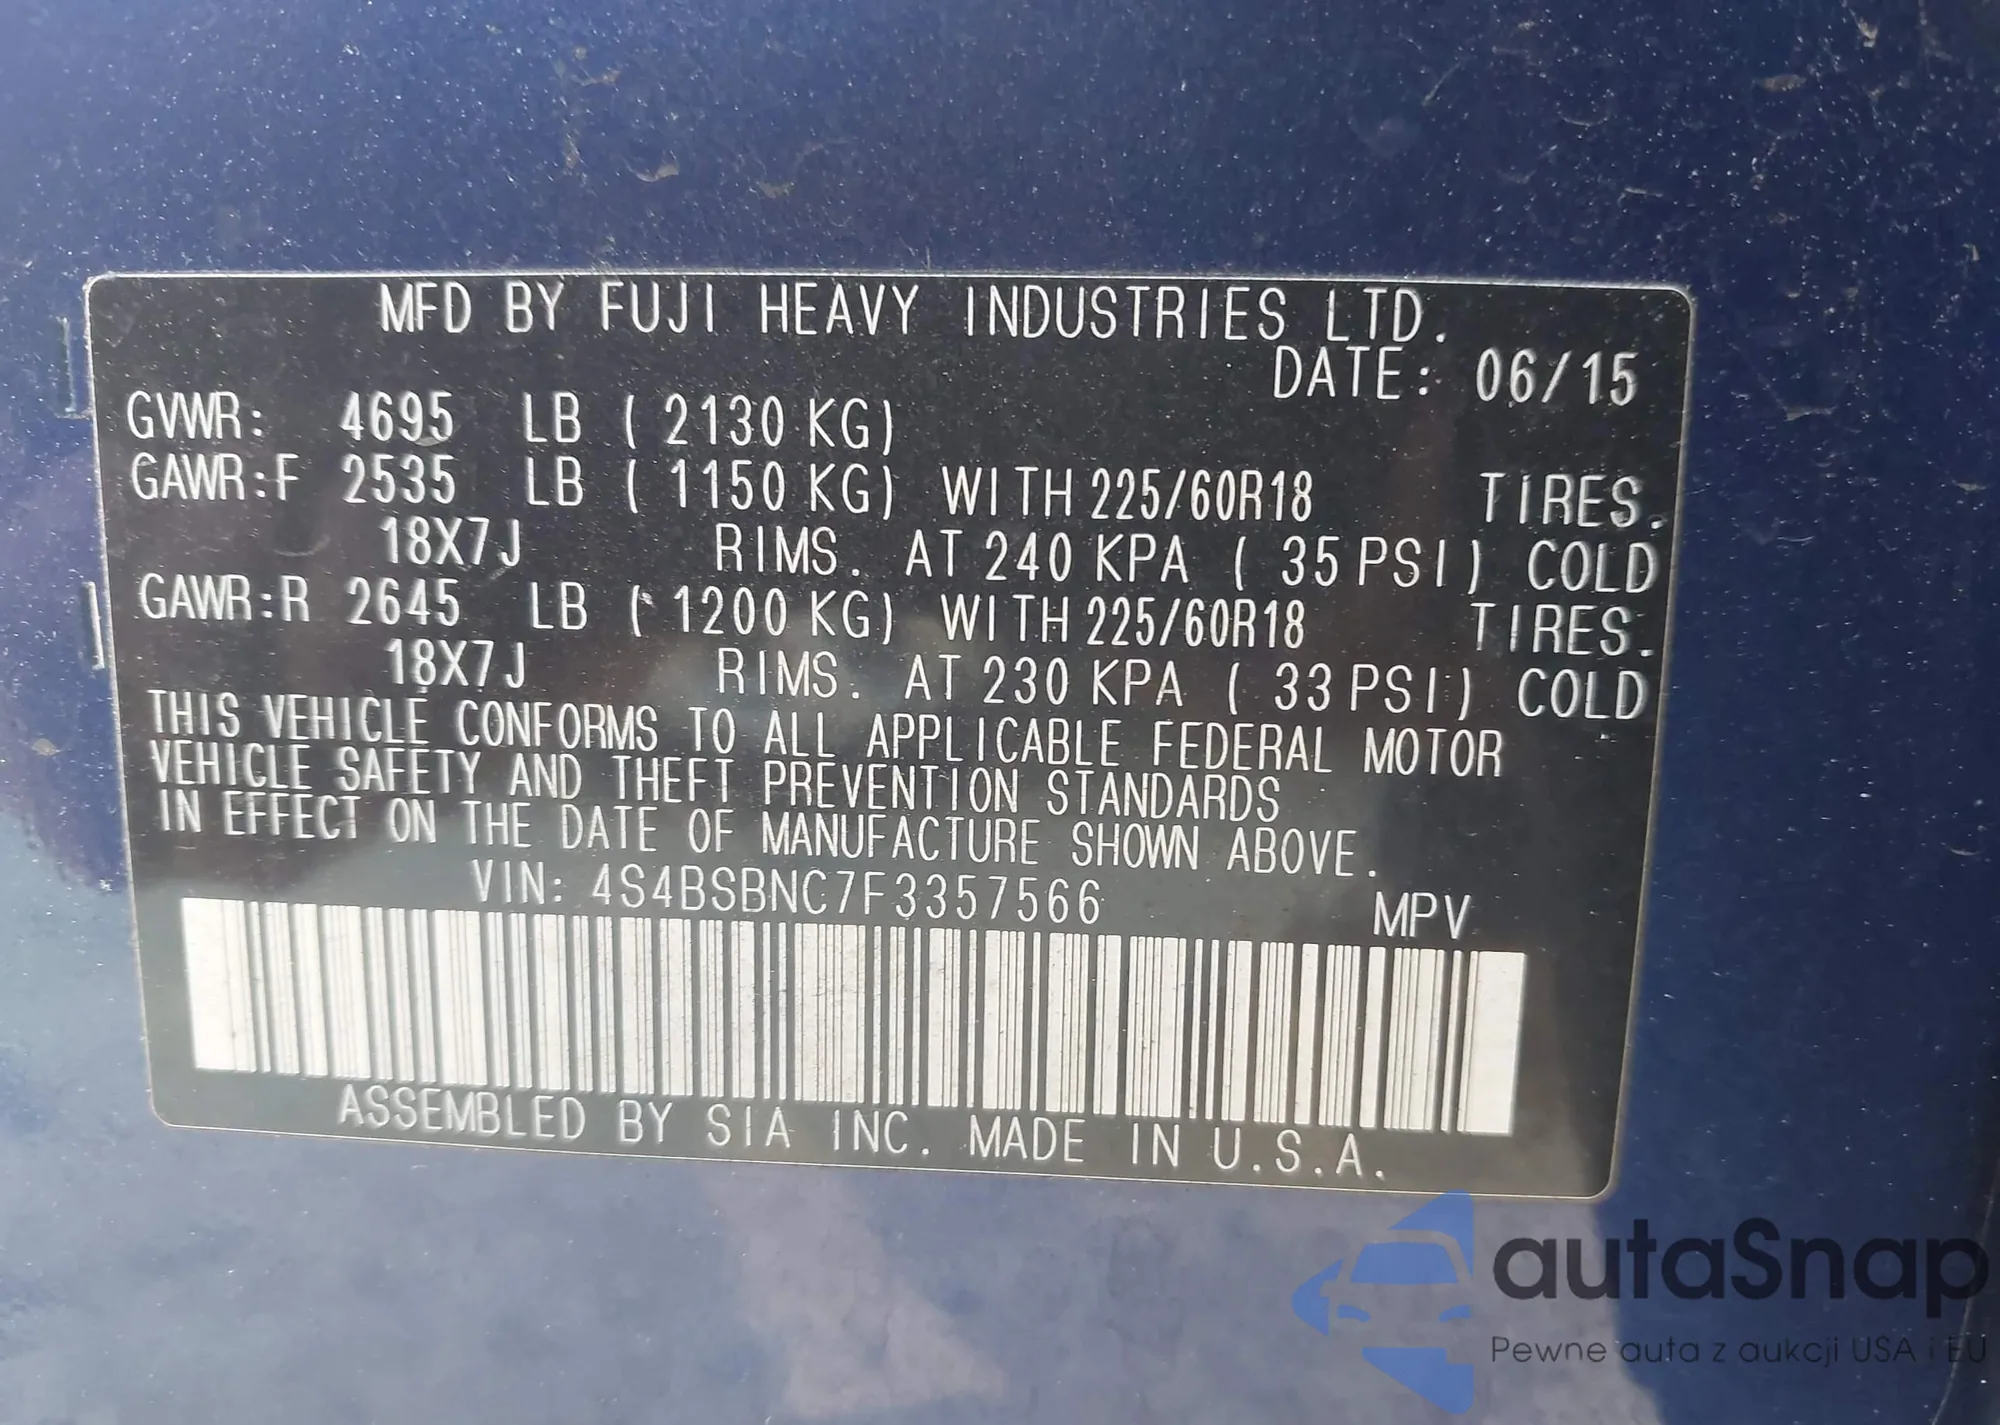 MFD BY FUJI HEAVY INDUSTRIES LTD.
DATE: 06/15
GVWR: 4695 LB ( 2130 KG)
GAWR:F 2535 LB ( 1150 KG) WITH 225/60R18 TIRES.
18X7J RIMS. AT 240 KPA ( 35 PSI) COLD
GAWR:R 2645 LB ( 1200 KG) WITH 225/60R18 TIRES.
18X7J RIMS. AT 230 KPA ( 33 PSI) COLD
THIS VEHICLE CONFORMS TO ALL APPLICABLE FEDERAL MOTOR
VEHICLE SAFETY AND THEFT PREVENTION STANDARDS
IN EFFECT ON THE DATE OF MANUFACTURE SHOWN ABOVE.
VIN: 4S4BSBNC7F3357566 MPV
ASSEMBLED BY SIA INC. MADE IN U.S.A.
autaSnap
Pewne auta z aukcji USA i EU